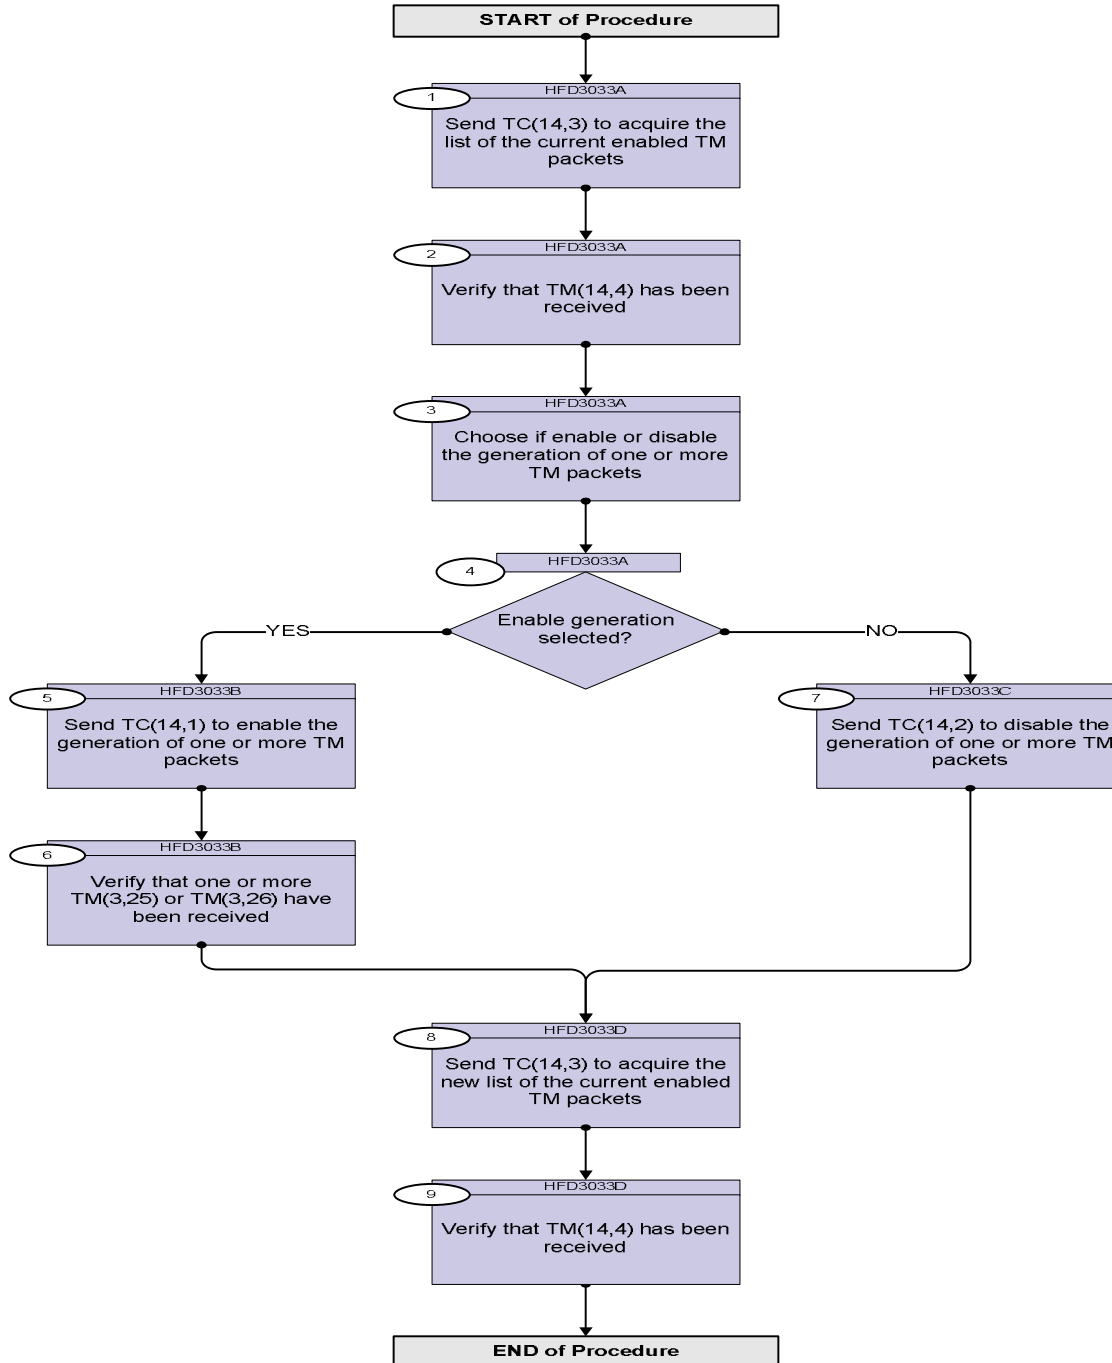 START of Procedure
HFD3033A
1
Send TC(14,3) to acquire the
list of the current enabled TM
packets
HFD3033A
2
Verify that TM(14,4) has been
received
HFD3033A
3
Choose if enable or disable
the generation of one or more
TM packets
HFD3033A
4
Enable generation
selected?
YES
NO
HFD3033B
5
Send TC(14,1) to enable the
generation of one or more TM
packets
HFD3033C
7
Send TC(14,2) to disable the
generation of one or more TM
packets
HFD3033B
6
Verify that one or more
TM(3,25) or TM(3,26) have
been received
HFD3033D
8
Send TC(14,3) to acquire the
new list of the current enabled
TM packets
HFD3033D
9
Verify that TM(14,4) has been
received
END of Procedure